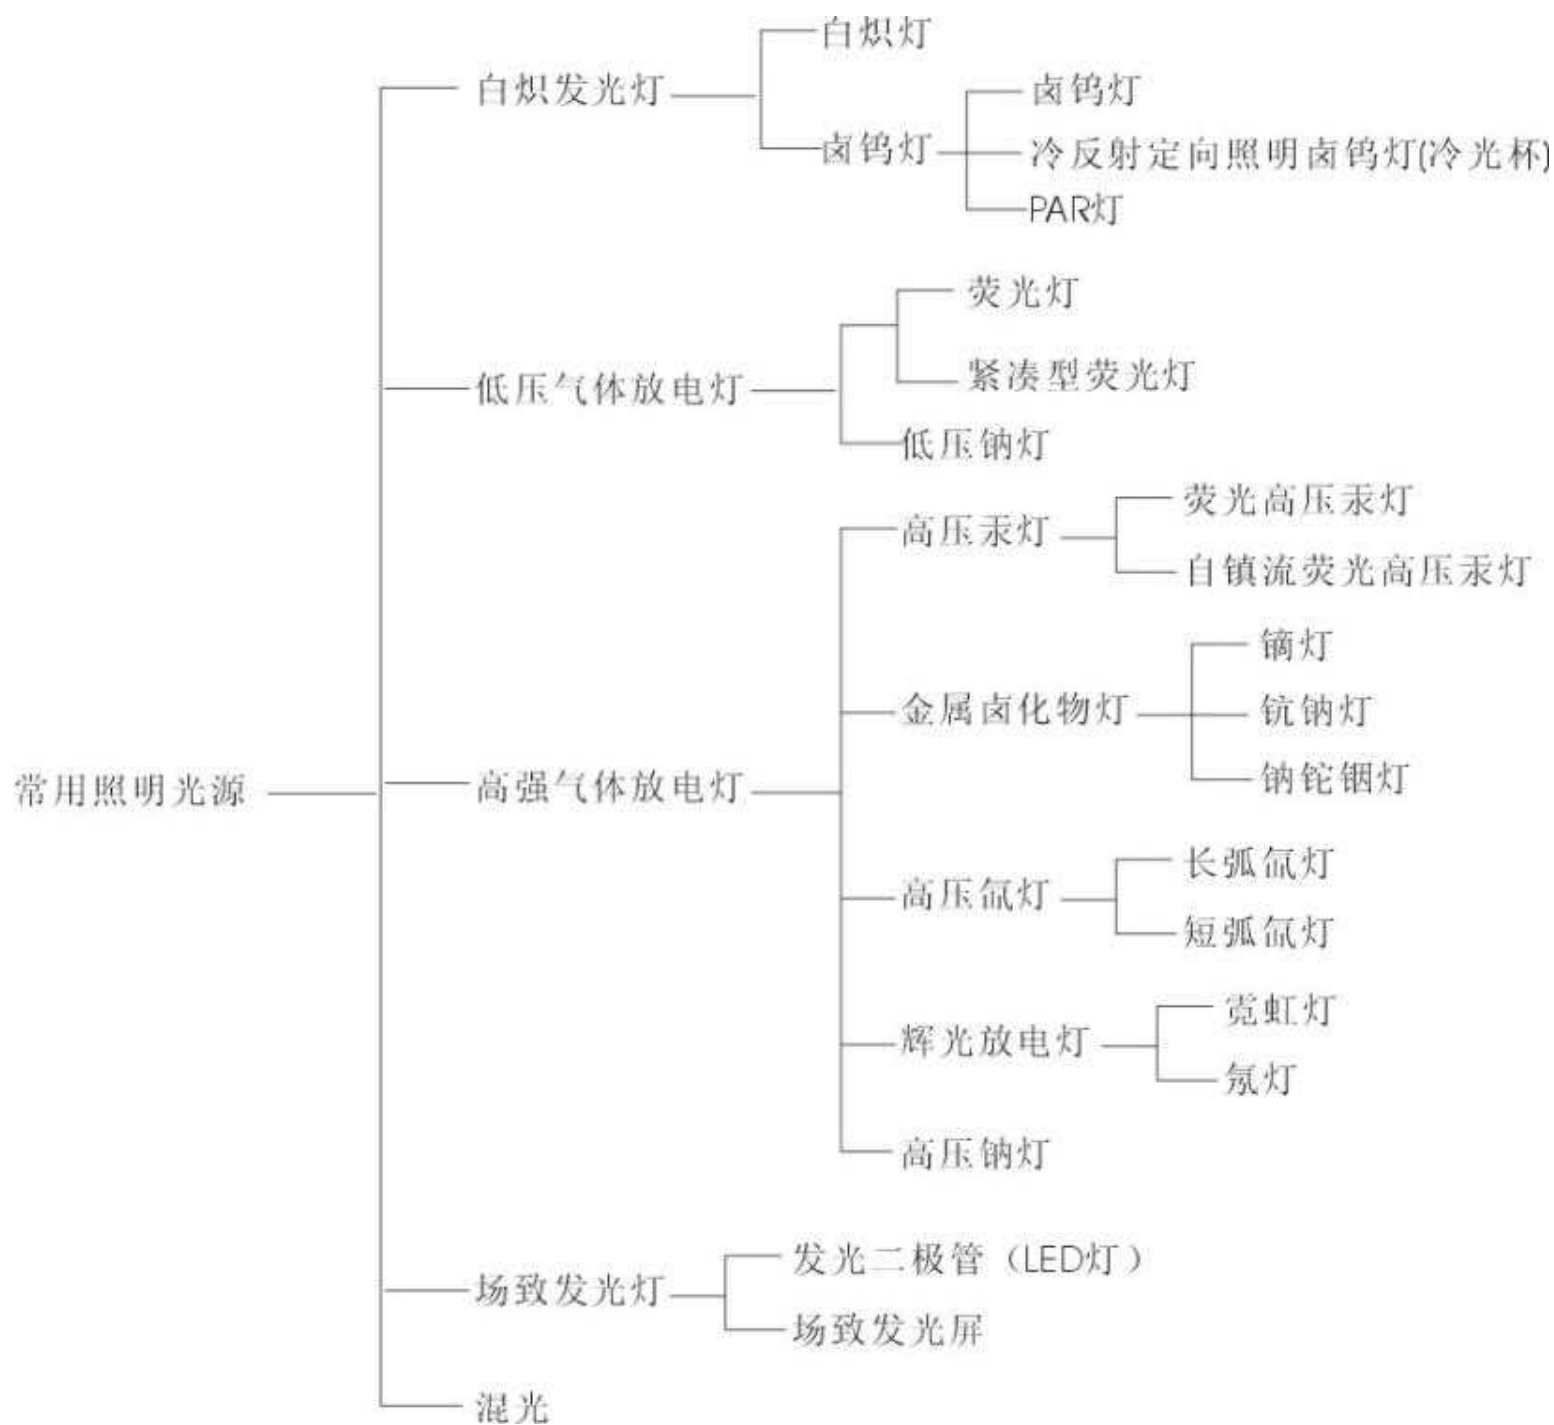 常用照明光源
白炽发光灯
白炽灯
卤钨灯
卤钨灯
冷反射定向照明卤钨灯(冷光杯)
PAR灯
低压气体放电灯
荧光灯
紧凑型荧光灯
低压钠灯
高强气体放电灯
高压汞灯
荧光高压汞灯
自镇流荧光高压汞灯
金属卤化物灯
镝灯
钪钠灯
钠铊铟灯
高压氙灯
长弧氙灯
短弧氙灯
辉光放电灯
霓虹灯
氖灯
高压钠灯
场致发光灯
发光二极管（LED灯）
场致发光屏
混光